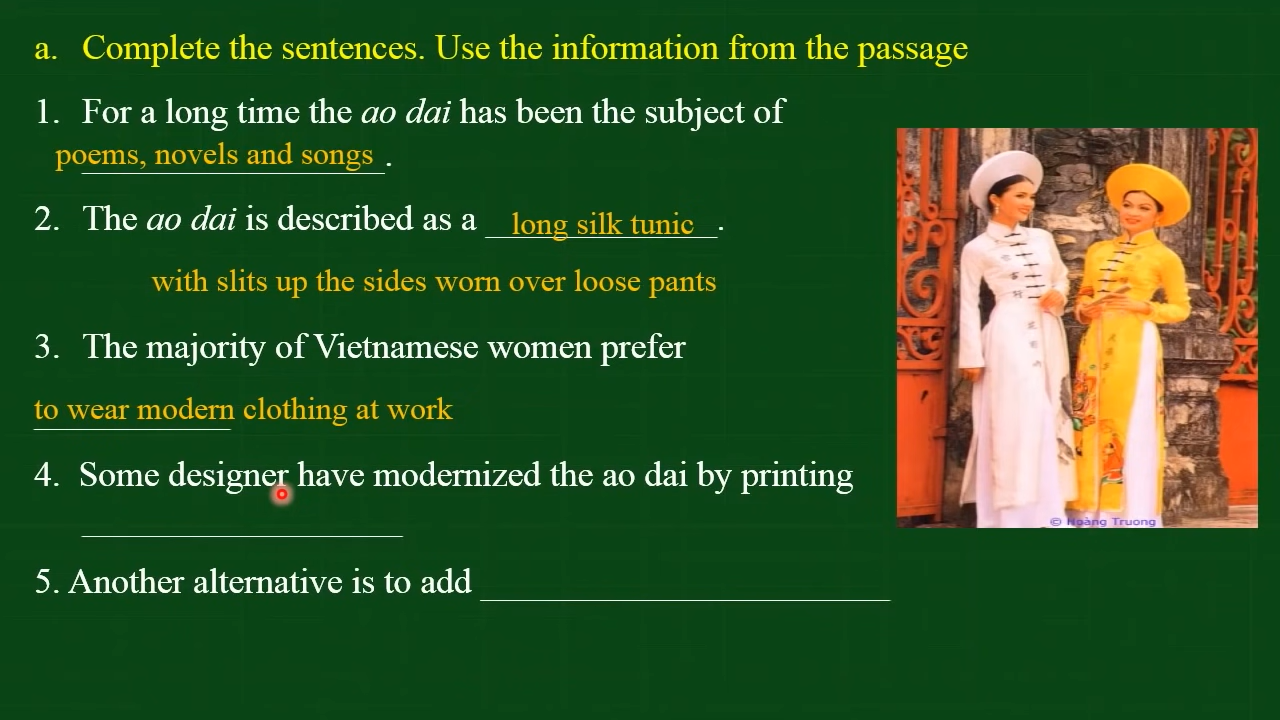 a. Complete the sentences. Use the information from the passage
1. For a long time the ao dai has been the subject of
poems, novels and songs.
2. The ao dai is described as a long silk tunic.
with slits up the sides worn over loose pants
3. The majority of Vietnamese women prefer
to wear modern clothing at work
4. Some designer have modernized the ao dai by printing
5. Another alternative is to add
© Hoàng Truong